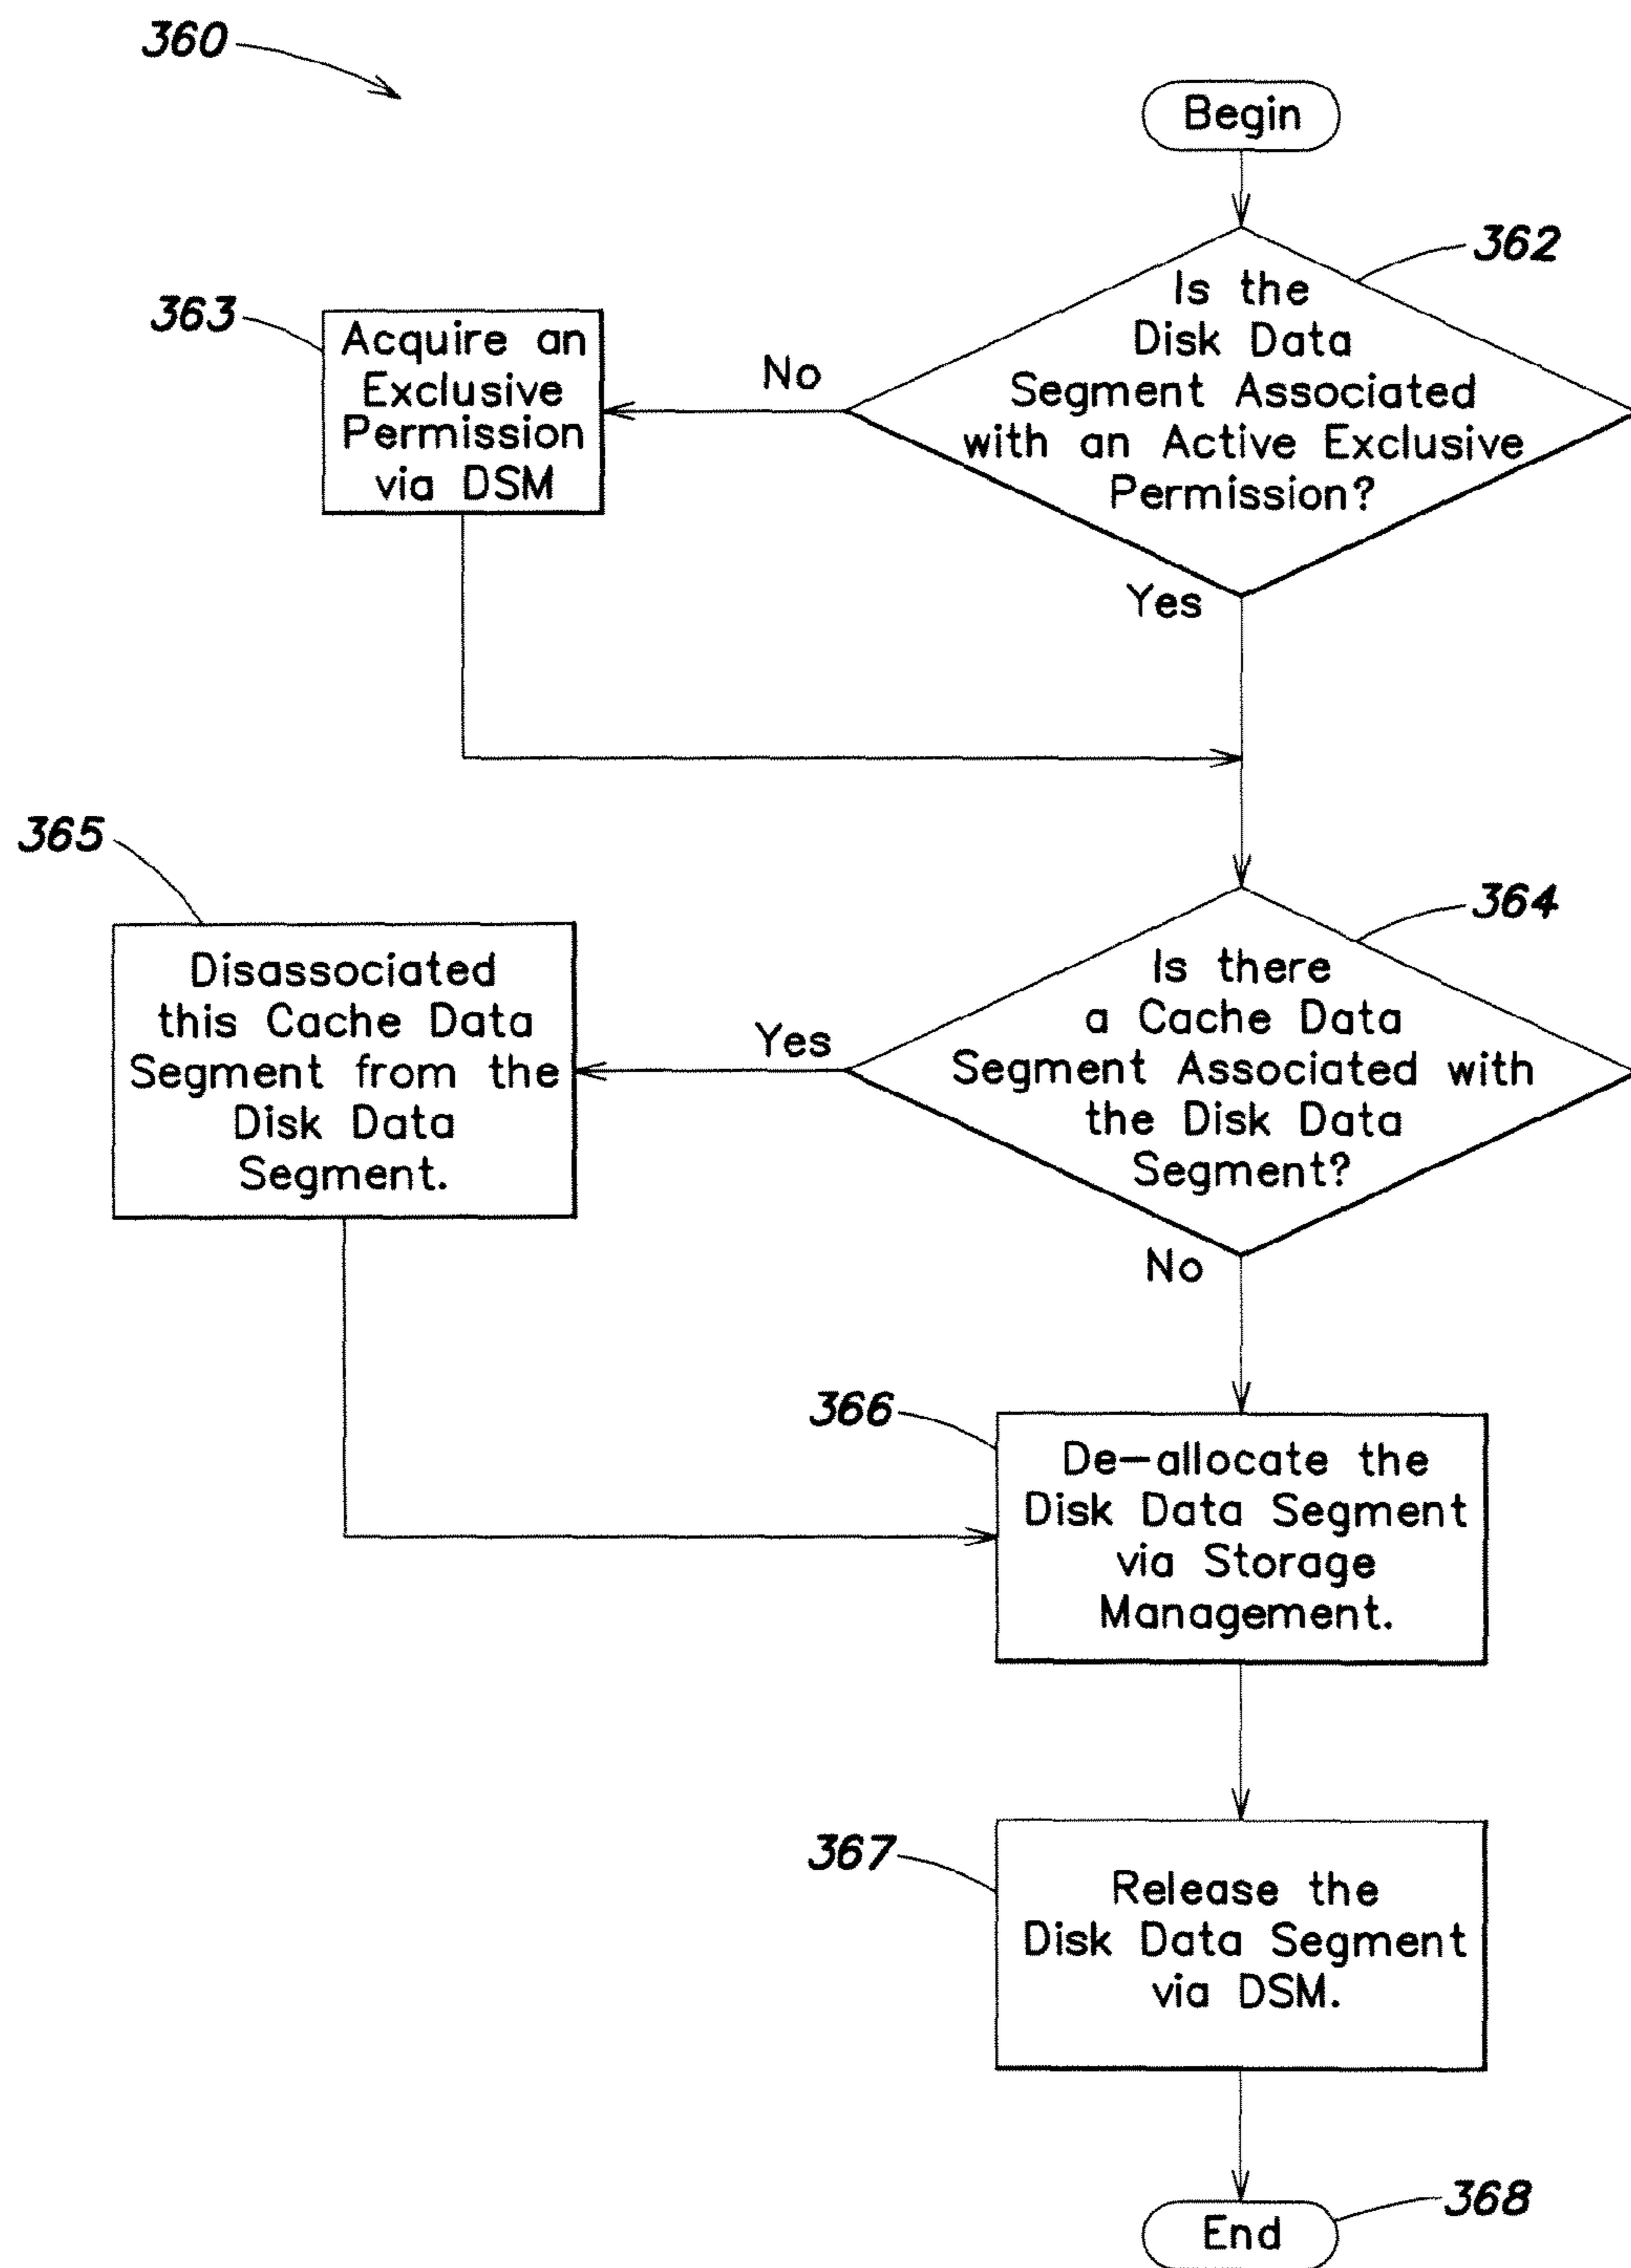 360
Begin
362
Is the
Disk Data
Segment Associated
with an Active Exclusive
Permission?
No
Yes
363
Acquire an
Exclusive
Permission
via DSM
364
Is there
a Cache Data
Segment Associated with
the Disk Data
Segment?
Yes
No
365
Disassociated
this Cache Data
Segment from the
Disk Data
Segment.
366
De-allocate the
Disk Data Segment
via Storage
Management.
367
Release the
Disk Data Segment
via DSM.
368
End